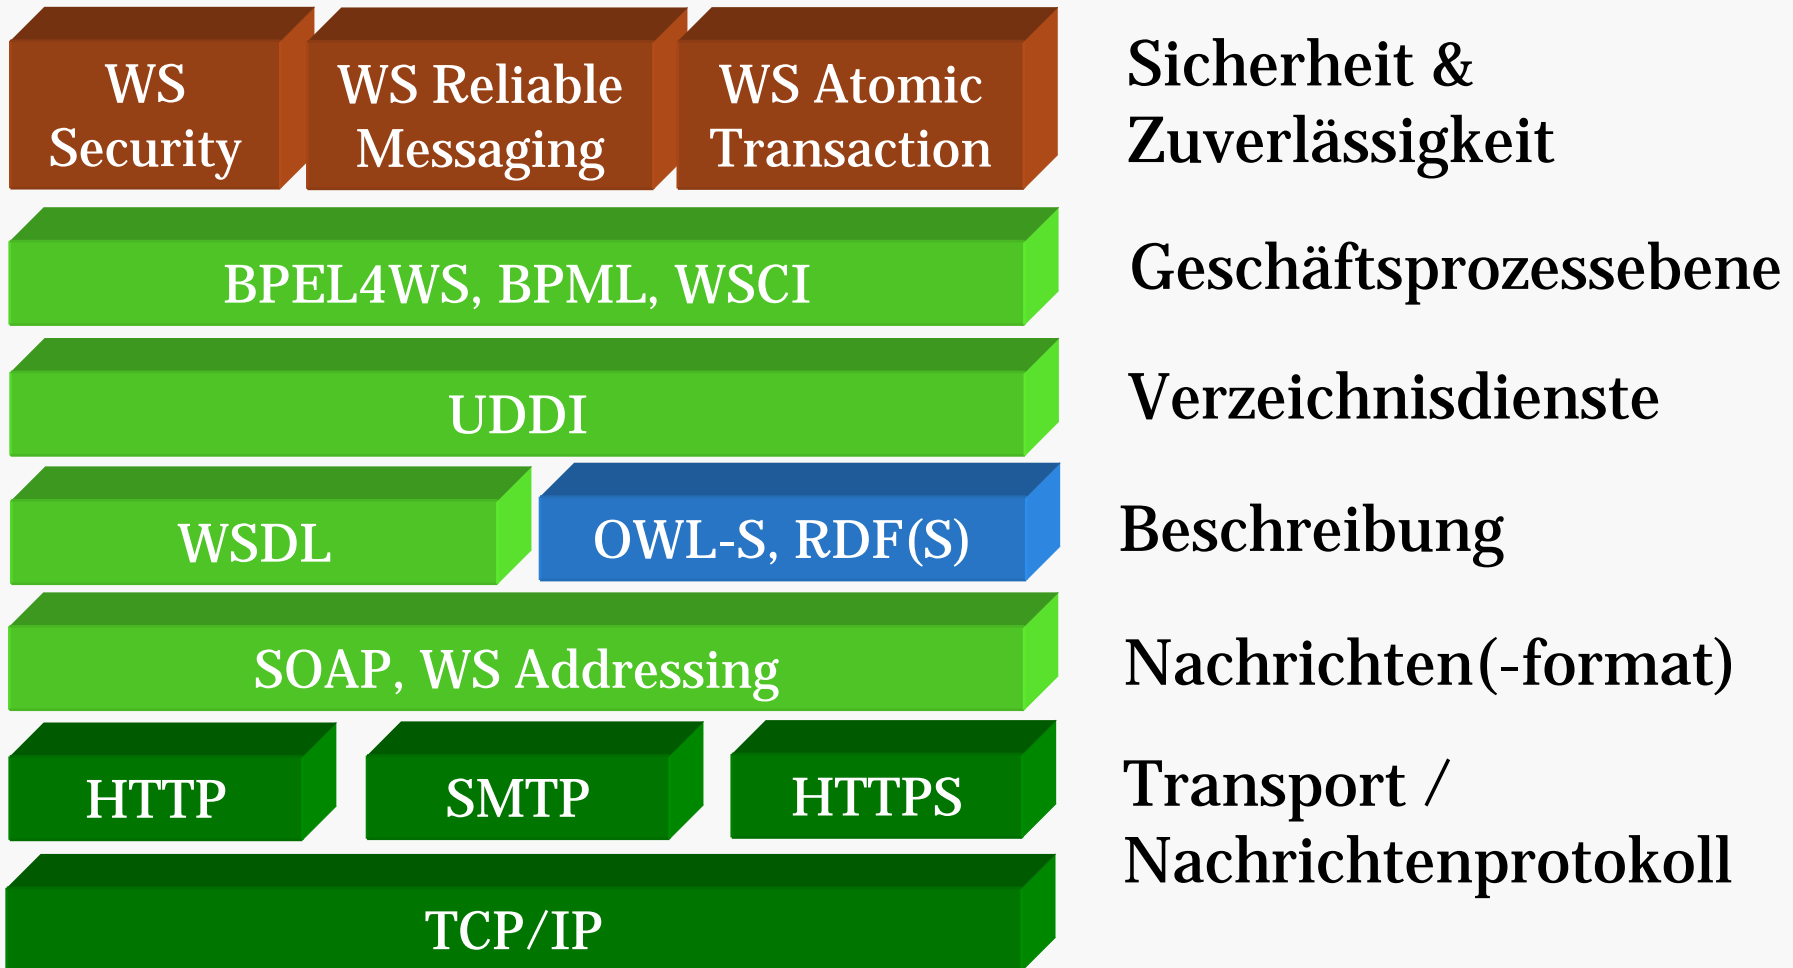 WS
Security
WS Reliable
Messaging
WS Atomic
Transaction
Sicherheit &
Zuverlässigkeit
BPEL4WS, BPML, WSCI
Geschäftsprozessebene
UDDI
Verzeichnisdienste
WSDL
OWL-S, RDF(S)
Beschreibung
SOAP, WS Addressing
Nachrichten(-format)
HTTP
SMTP
HTTPS
Transport /
Nachrichtenprotokoll
TCP/IP